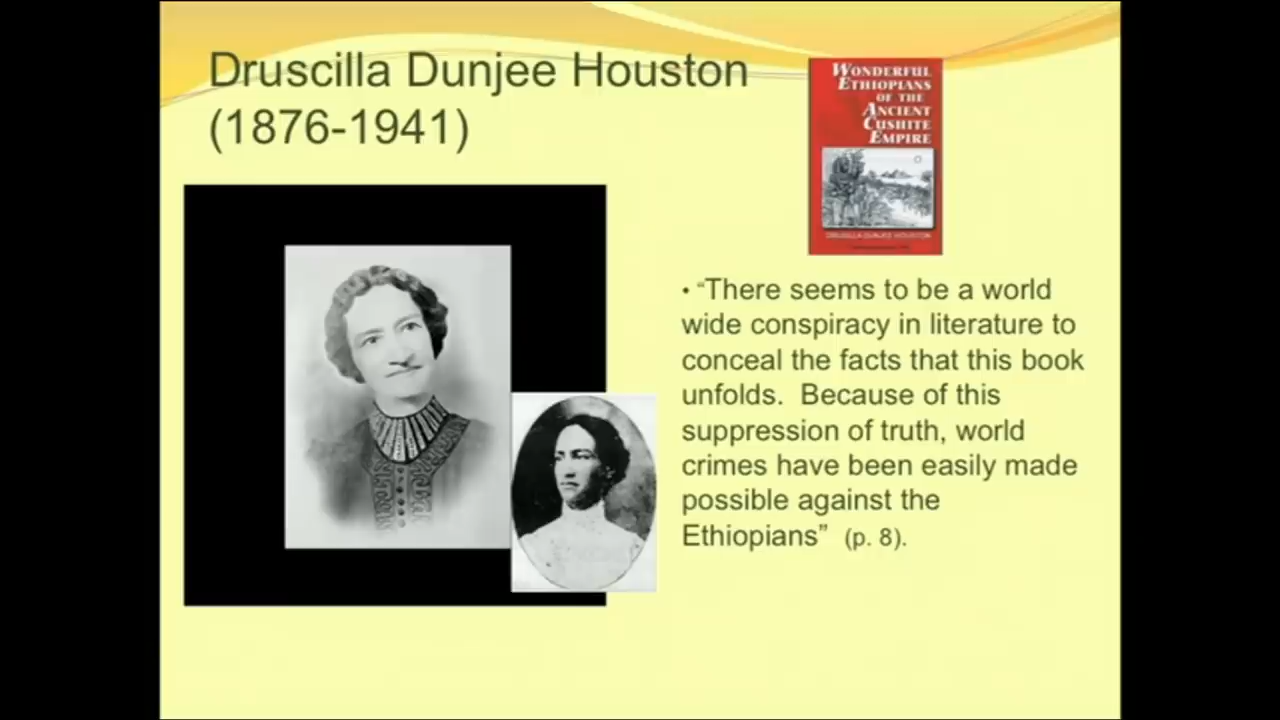 Druscilla Dunjee Houston
(1876-1941)
WONDERFUL
ETHIOPIANS
OF THE
ANCIENT
CUSHITE
EMPIRE
DRUSILLA DUNJEE HOUSTON
• “There seems to be a world
wide conspiracy in literature to
conceal the facts that this book
unfolds. Because of this
suppression of truth, world
crimes have been easily made
possible against the
Ethiopians” (p. 8).